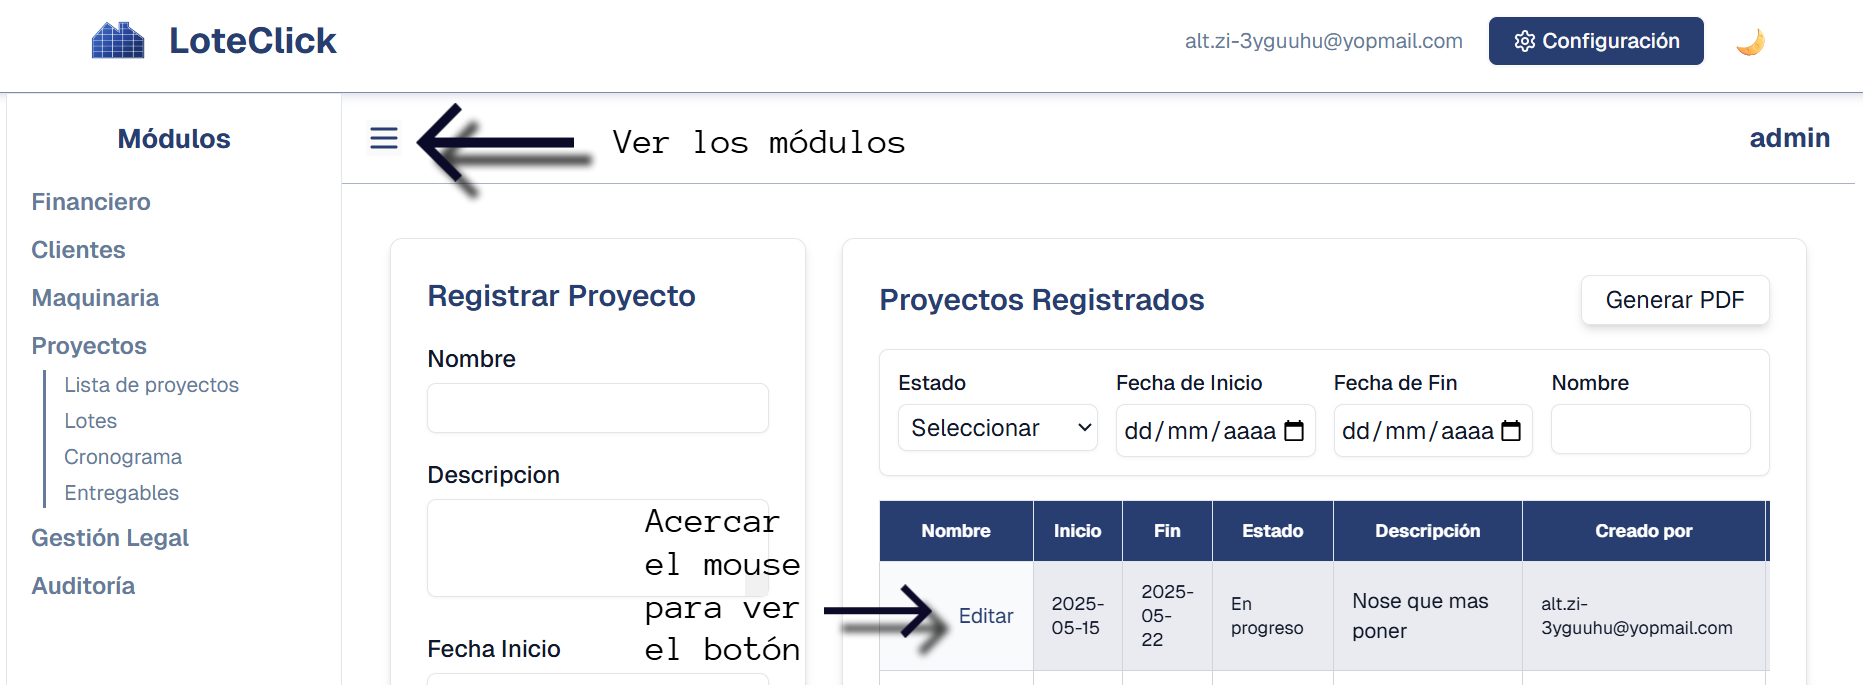 LoteClick
alt.zi-3yguuhu@yopmail.com
Configuración
Módulos
Financiero
Clientes
Maquinaria
Proyectos
Lista de proyectos
Lotes
Cronograma
Entregables
Gestión Legal
Auditoría
Ver los módulos
admin
Registrar Proyecto
Nombre
Descripcion
Acercar
el mouse
para ver
el botón
Fecha Inicio
Proyectos Registrados
Generar PDF
Estado Fecha de Inicio Fecha de Fin Nombre
Seleccionar dd/mm/aaaa dd/mm/aaaa
Nombre Inicio Fin Estado Descripción Creado por
Editar
2025-
05-15
2025-
05-
22
En
progreso
Nose que mas
poner
alt.zi-
3yguuhu@yopmail.com